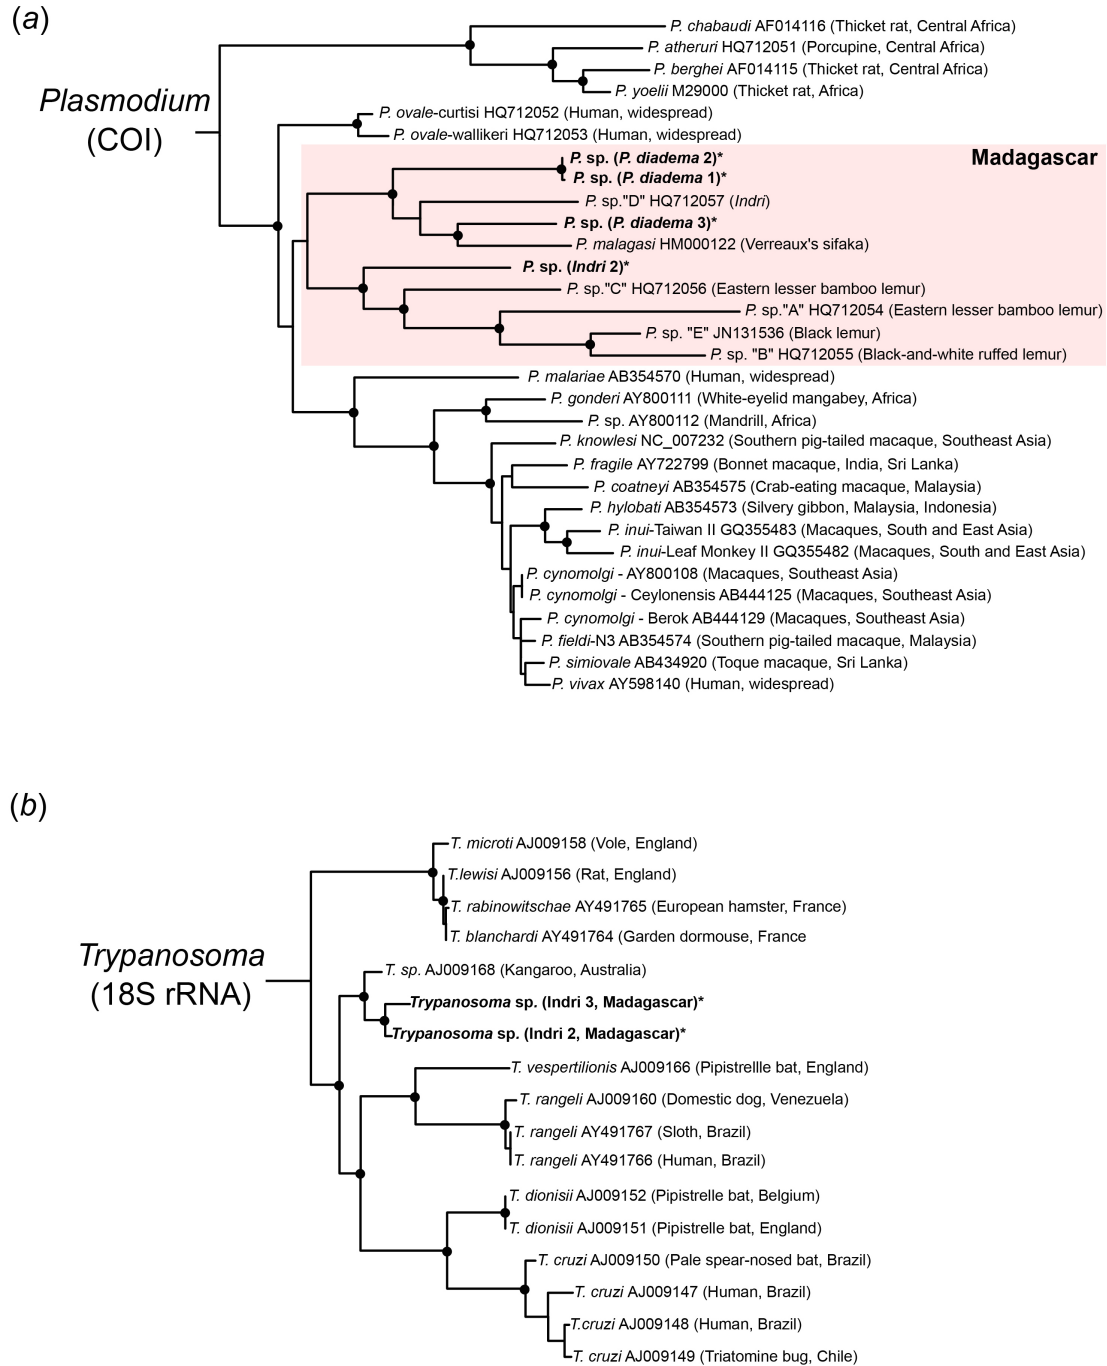 (a)
P. chabaudi AF014116 (Thicket rat, Central Africa)
P. atheruri HQ712051 (Porcupine, Central Africa)
P. berghei AF014115 (Thicket rat, Central Africa)
P. yoelii M29000 (Thicket rat, Africa)
Plasmodium
(COI)
P. ovale-curtisi HQ712052 (Human, widespread)
P. ovale-wallikeri HQ712053 (Human, widespread)
Madagascar
P. sp. (P. diadema 2)*
P. sp. (P. diadema 1)*
P. sp."D" HQ712057 (Indri)
P. sp. (P. diadema 3)*
P. malagasi HM000122 (Verreaux's sifaka)
P. sp. (Indri 2)*
P. sp."C" HQ712056 (Eastern lesser bamboo lemur)
P. sp."A" HQ712054 (Eastern lesser bamboo lemur)
P. sp. "E" JN131536 (Black lemur)
P. sp. "B" HQ712055 (Black-and-white ruffed lemur)
P. malariae AB354570 (Human, widespread)
P. gonderi AY800111 (White-eyelid mangabey, Africa)
P. sp. AY800112 (Mandrill, Africa)
P. knowlesi NC_007232 (Southern pig-tailed macaque, Southeast Asia)
P. fragile AY722799 (Bonnet macaque, India, Sri Lanka)
P. coatneyi AB354575 (Crab-eating macaque, Malaysia)
P. hylobati AB354573 (Silvery gibbon, Malaysia, Indonesia)
P. inui-Taiwan II GQ355483 (Macaques, South and East Asia)
P. inui-Leaf Monkey II GQ355482 (Macaques, South and East Asia)
P. cynomolgi - AY800108 (Macaques, Southeast Asia)
P. cynomolgi - Ceylonensis AB444125 (Macaques, Southeast Asia)
P. cynomolgi - Berok AB444129 (Macaques, Southeast Asia)
P. fieldi-N3 AB354574 (Southern pig-tailed macaque, Malaysia)
P. simiovale AB434920 (Toque macaque, Sri Lanka)
P. vivax AY598140 (Human, widespread)
(b)
T. microti AJ009158 (Vole, England)
T.lewisi AJ009156 (Rat, England)
T. rabinowitschae AY491765 (European hamster, France)
T. blanchardi AY491764 (Garden dormouse, France
Trypanosoma
(18S rRNA)
T. sp. AJ009168 (Kangaroo, Australia)
Trypanosoma sp. (Indri 3, Madagascar)*
Trypanosoma sp. (Indri 2, Madagascar)*
T. vespertilionis AJ009166 (Pipistrellle bat, England)
T. rangeli AJ009160 (Domestic dog, Venezuela)
T. rangeli AY491767 (Sloth, Brazil)
T. rangeli AY491766 (Human, Brazil)
T. dionisii AJ009152 (Pipistrelle bat, Belgium)
T. dionisii AJ009151 (Pipistrelle bat, England)
T. cruzi AJ009150 (Pale spear-nosed bat, Brazil)
T. cruzi AJ009147 (Human, Brazil)
T.cruzi AJ009148 (Human, Brazil)
T. cruzi AJ009149 (Triatomine bug, Chile)